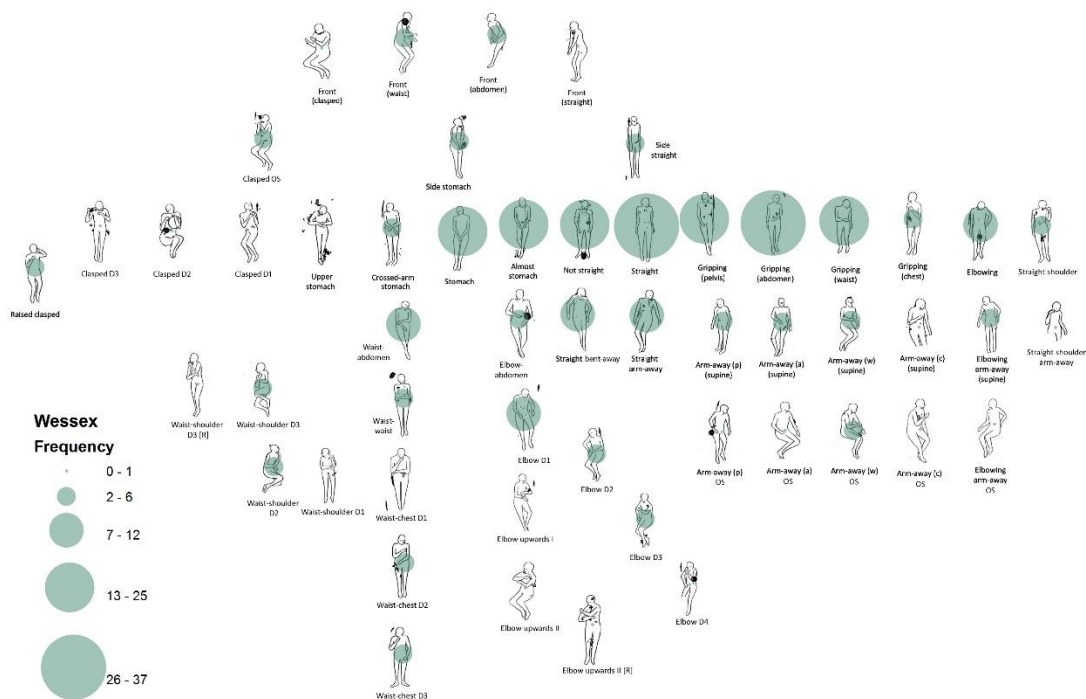 Front
(clasped)
Front
(waist)
Front
(abdomen)
Front
(straight)
Clasped OS
Side stomach
Side
straight
Raised clasped
Clasped D3
Clasped D2
Clasped D1
Upper
stomach
Crossed-arm
stomach
Stomach
Almost
stomach
Not straight
Straight
Gripping
(pelvis)
Gripping
(abdomen)
Gripping
(waist)
Gripping
(chest)
Elbowing
Straight shoulder
Waist-
abdomen
Elbow-
abdomen
Straight bent-away
Straight
arm-away
Arm-away (p)
(supine)
Arm-away (a)
(supine)
Arm-away (w)
(supine)
Arm-away (c)
(supine)
Elbowing
arm-away
(supine)
Straight shoulder
arm-away
Waist-shoulder
D3 [R]
Waist-shoulder D3
Waist-
waist
Elbow D1
Elbow D2
Arm-away (p)
OS
Arm-away (a)
OS
Arm-away (w)
OS
Arm-away (c)
OS
Elbowing
arm-away
OS
Waist-shoulder
D2
Waist-shoulder D1
Waist-chest D1
Elbow upwards I
Elbow D3
Waist-chest D2
Elbow upwards II
Elbow upwards II [R]
Elbow D4
Waist-chest D3
Wessex
Frequency
0 - 1
2 - 6
7 - 12
13 - 25
26 - 37